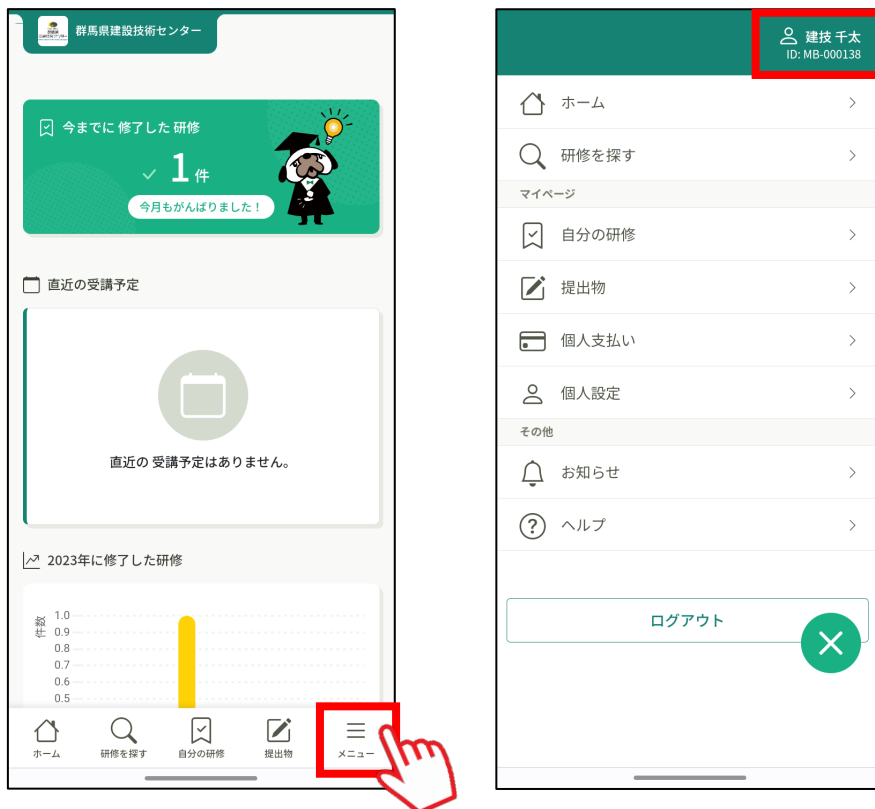 群馬県建設技術センター
今までに 修了した 研修
1 件
今月もがんばりました！
直近の受講予定
直近の 受講予定はありません。
2023年に修了した研修
件数
1.0
0.9
0.8
0.7
0.6
0.5
ホーム
研修を探す
自分の研修
提出物
メニュー
建技 千太
ID: MB-000138
ホーム
研修を探す
マイページ
自分の研修
提出物
個人支払い
個人設定
その他
お知らせ
ヘルプ
ログアウト